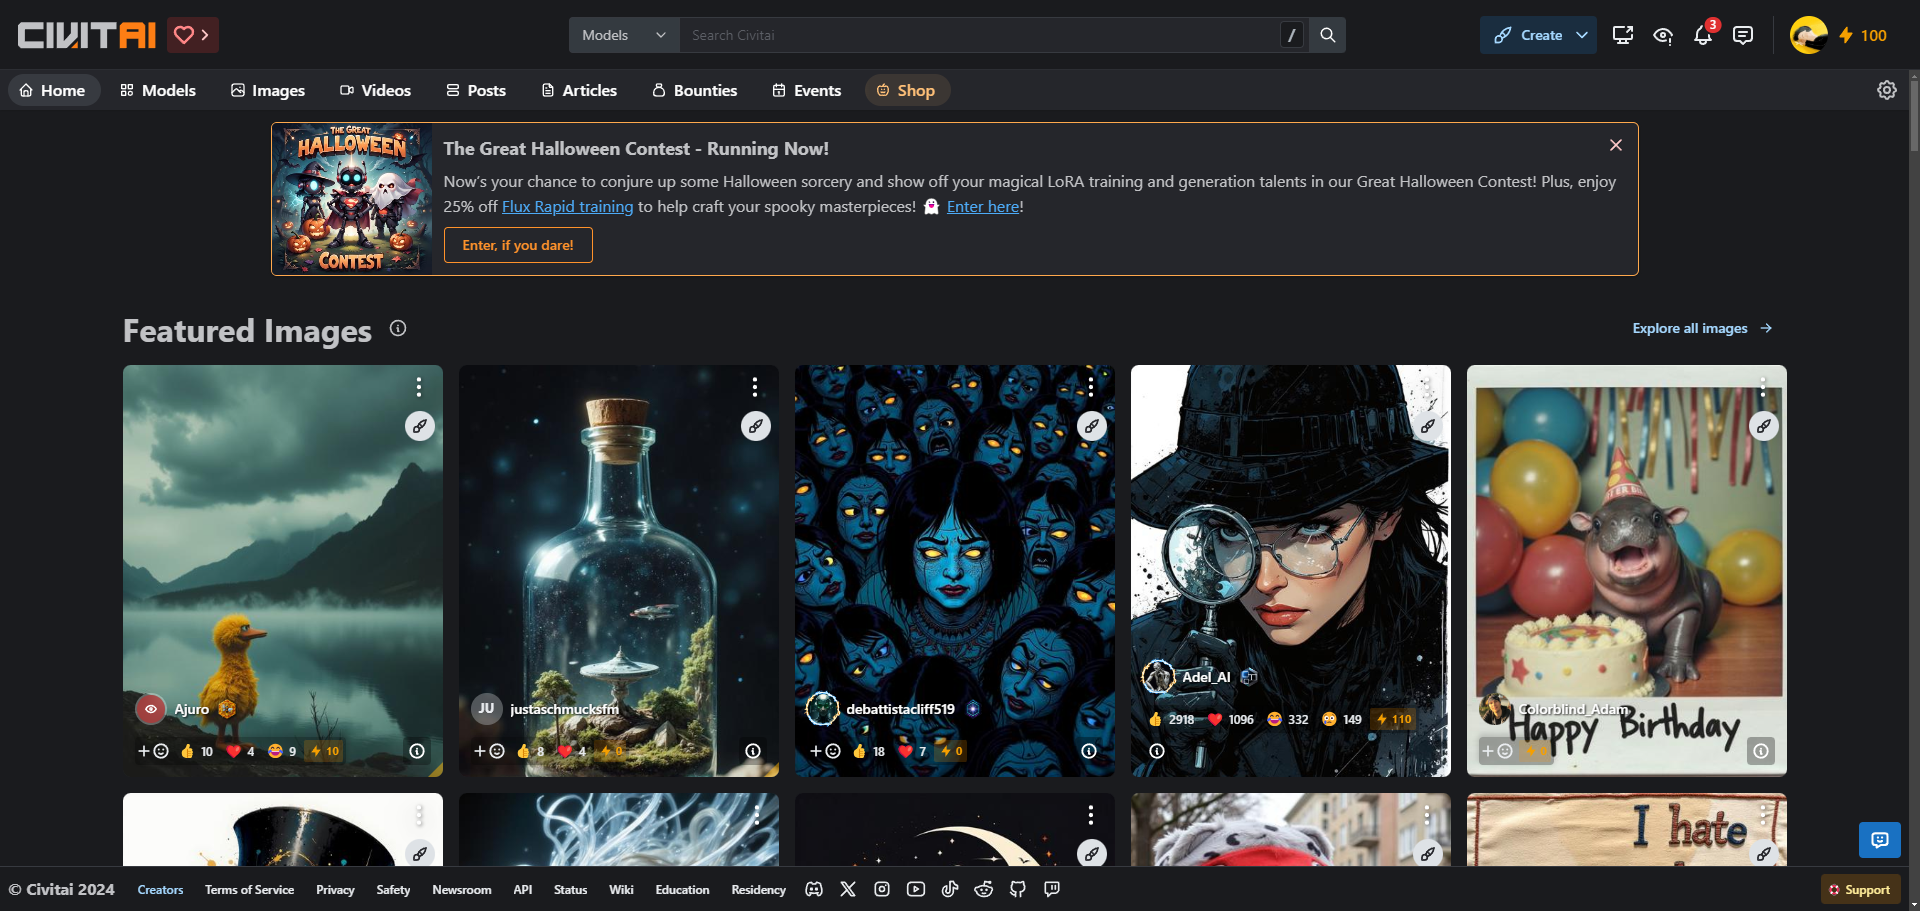 CIVITAI
Models
Search Civitai
/
Create
3
100
Home
Models
Images
Videos
Posts
Articles
Bounties
Events
Shop
THE GREAT
HALLOWEEN
CONTEST
The Great Halloween Contest - Running Now!
Now's your chance to conjure up some Halloween sorcery and show off your magical LoRA training and generation talents in our Great Halloween Contest! Plus, enjoy
25% off Flux Rapid training to help craft your spooky masterpieces! 👻 Enter here!
Enter, if you dare!
Featured Images
Explore all images
Ajuro
10 4 9 10
JU justaschmucksfm
8 4 0
debattistacliff519
18 7 0
Adel_AI
2918 1096 332 149 110
Colorblind_Adam
Happy Birthday
0
I hate
© Civitai 2024
Creators
Terms of Service
Privacy
Safety
Newsroom
API
Status
Wiki
Education
Residency
Support